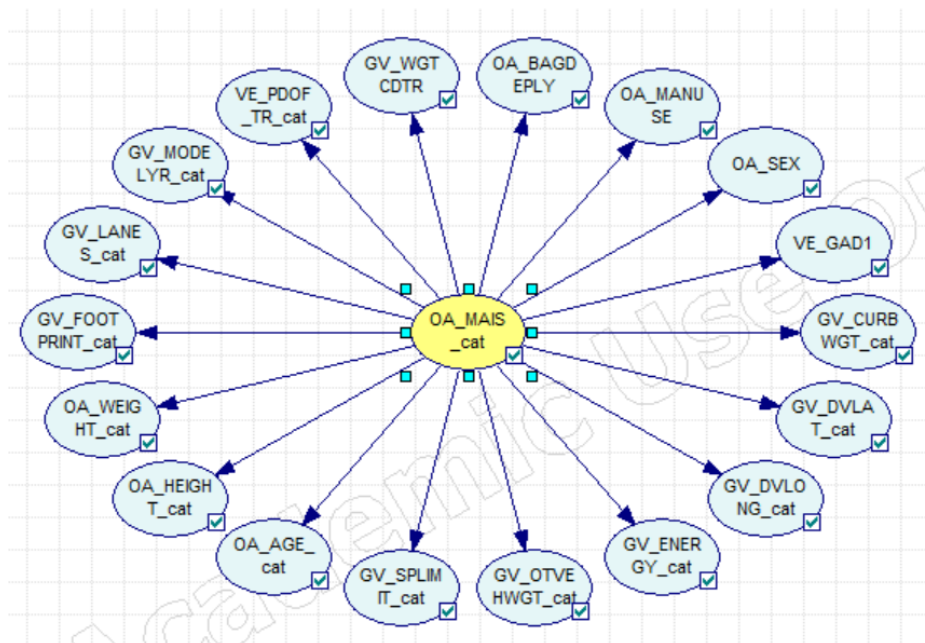 GV_WGT
CDTR
OA_BAGD
EPLY
VE_PDOF
_TR_cat
OA_MANU
SE
GV_MODE
LYR_cat
OA_SEX
GV_LANE
S_cat
VE_GAD1
GV_FOOT
PRINT_cat
OA_MAIS
_cat
GV_CURB
WGT_cat
OA_WEIG
HT_cat
GV_DVLA
T_cat
OA_HEIGH
T_cat
GV_DVLO
NG_cat
OA_AGE_
cat
GV_ENER
GY_cat
GV_SPLIM
IT_cat
GV_OTVE
HWGT_cat
Academic Use On